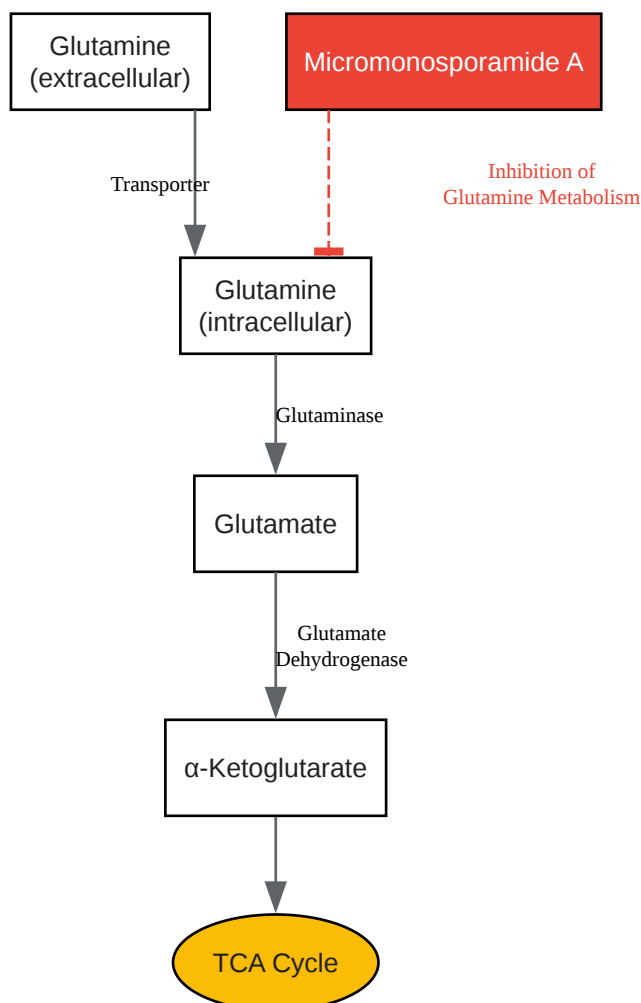 Glutamine
(extracellular)
Micromonosporamide A
Transporter
Inhibition of
Glutamine Metabolism
Glutamine
(intracellular)
Glutaminase
Glutamate
Glutamate
Dehydrogenase
α-Ketoglutarate
TCA Cycle